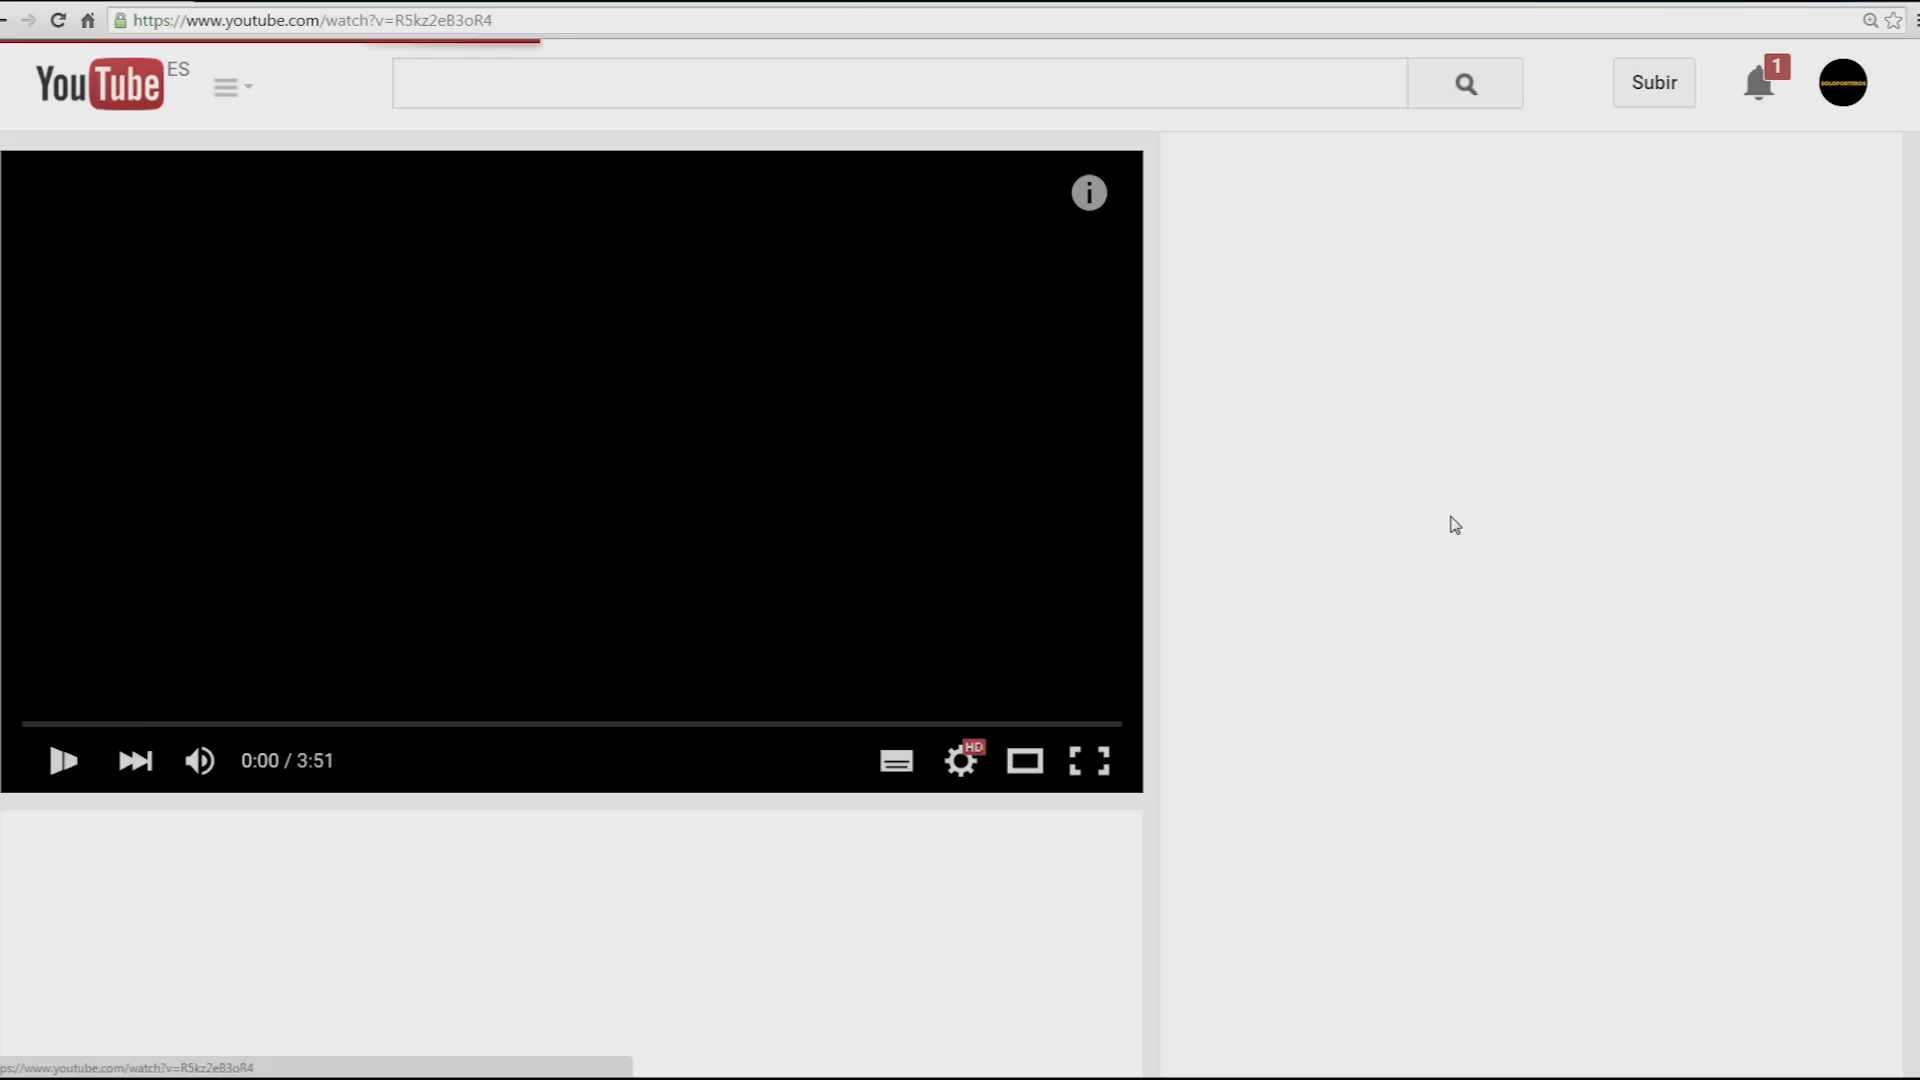 https://www.youtube.com/watch?v=R5kz2eB3oR4
YouTube ES
Subir
1
SOLOPORTEROS
i
0:00 / 3:51
HD
ps://www.youtube.com/watch?v=R5kz2eB3oR4